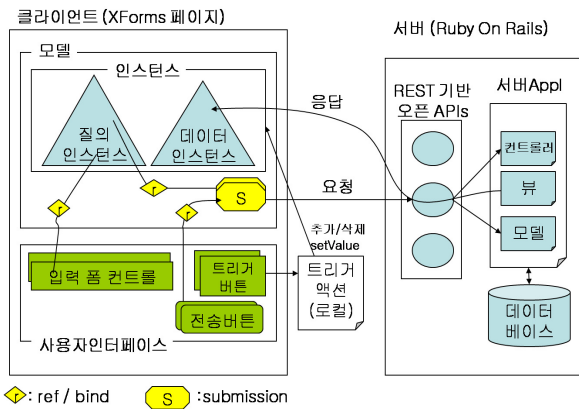 클라이언트 (XForms 페이지)
모델
인스턴스
질의
인스턴스
데이터
인스턴스
r
r
r
S
입력 폼 컨트롤
트리거
버튼
전송버튼
사용자인터페이스
응답
요청
추가/삭제
setValue
트리거
액션
(로컬)
서버 (Ruby On Rails)
REST 기반
오픈 APIs
서버Appl
컨트롤러
뷰
모델
데이터
베이스
r : ref / bind
S :submission